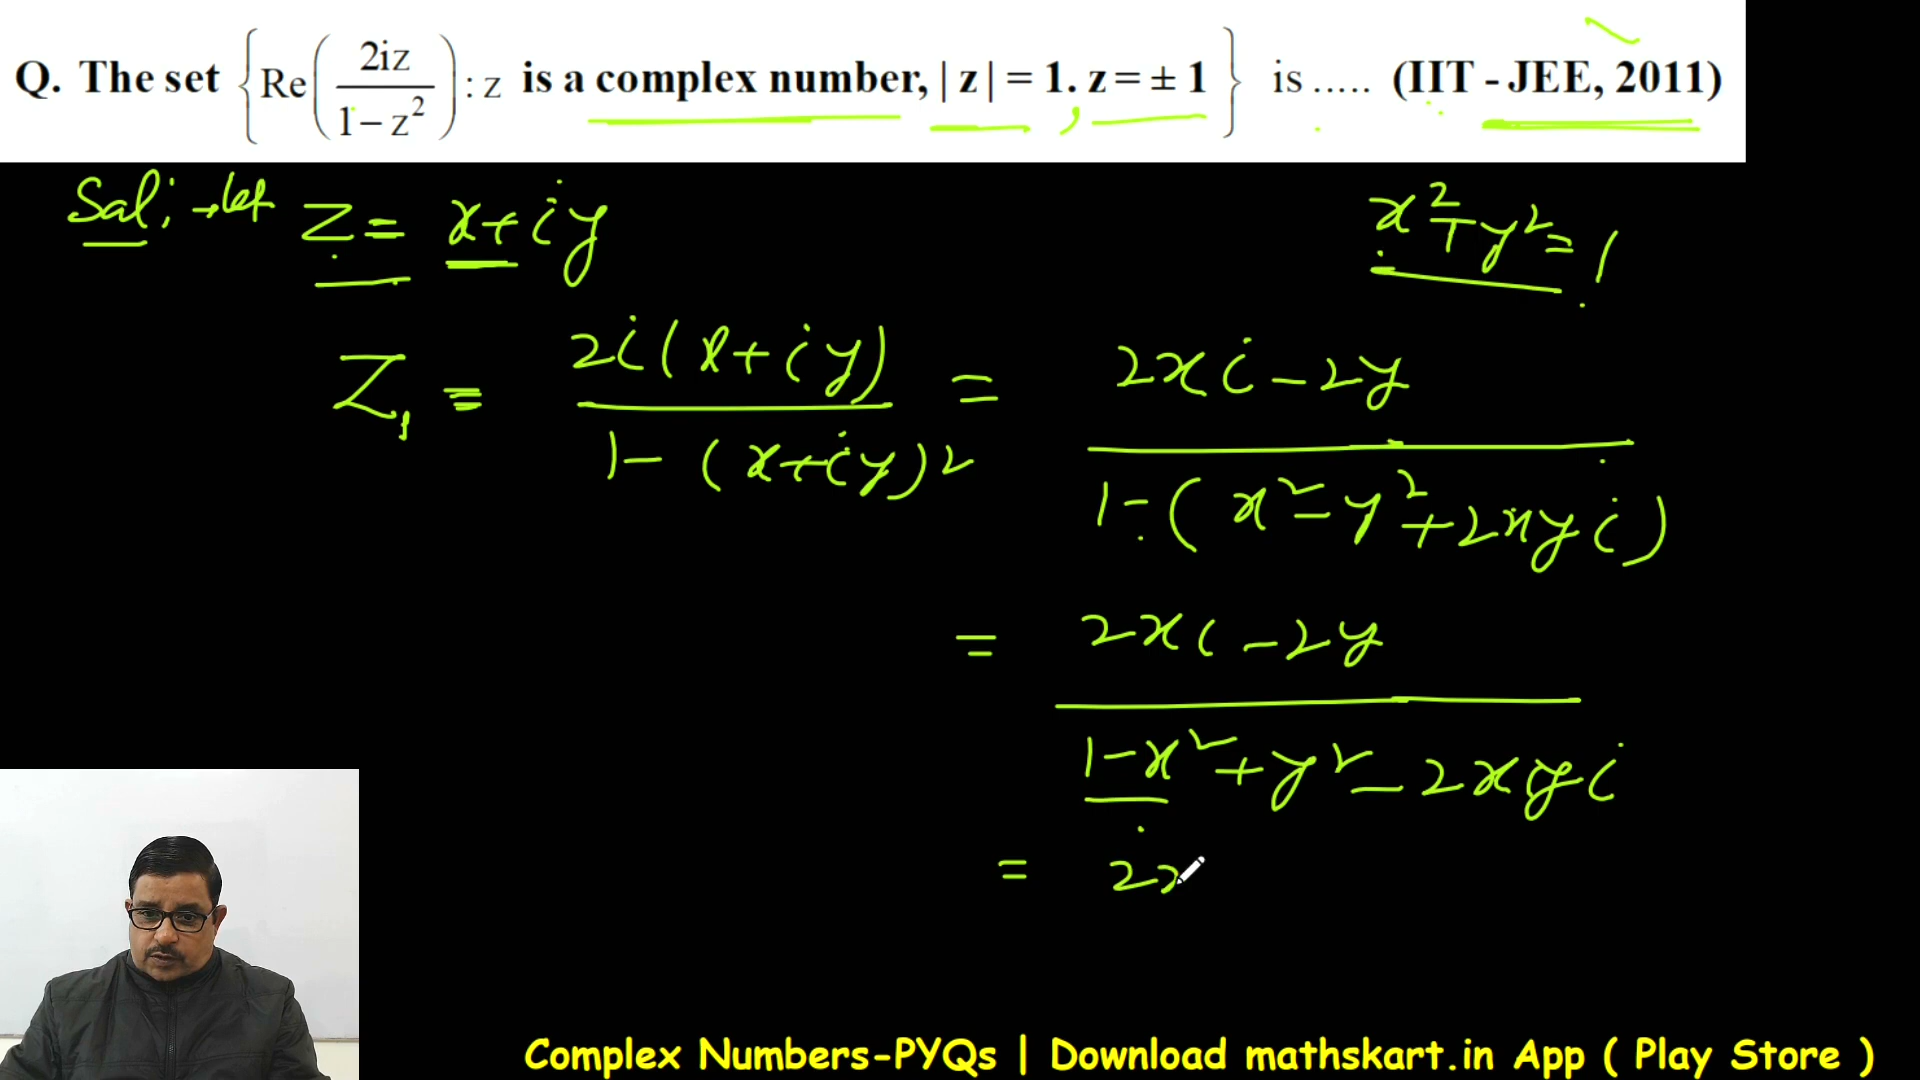 Q. The set {Re(2iz/1−z²) : z is a complex number, |z| = 1. z = ± 1} is ..... (IIT - JEE, 2011)
Sol; → let z = x+iy
x²+y²=1
Z₁ = 2i(x+iy)/1−(x+iy)² = 2xi−2y/1−(x²−y²+2xyi)
= 2xi−2y/1−x²+y²−2xyi
= 2x
Complex Numbers-PYQs | Download mathskart.in App ( Play Store )